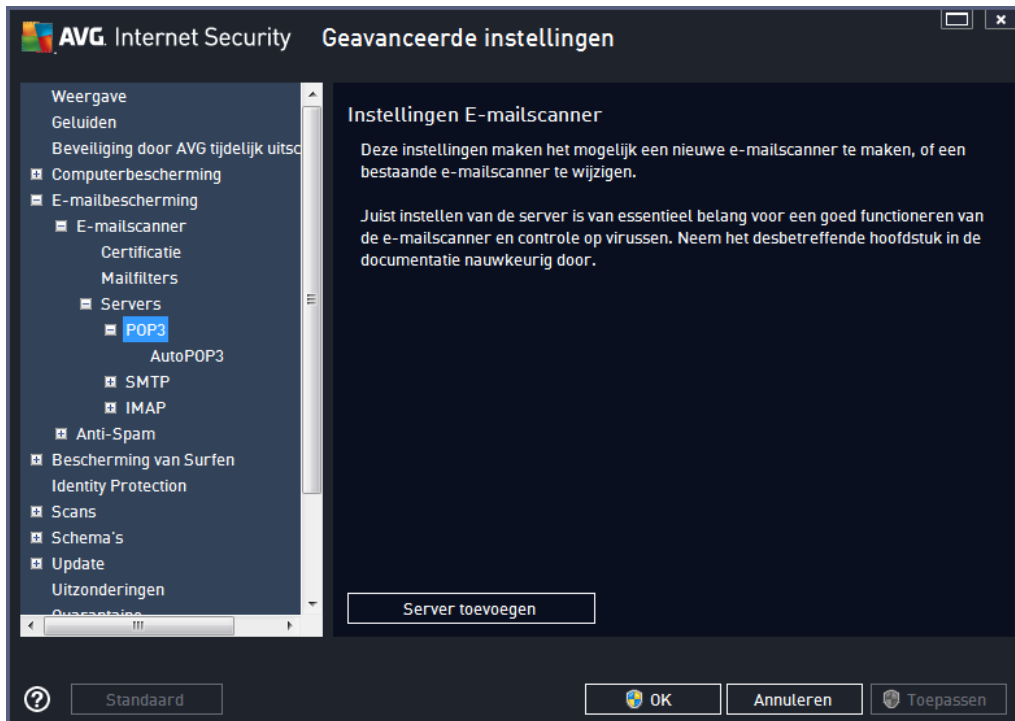 AVG. Internet Security Geavanceerde instellingen
Weergave
Geluiden
Beveiliging door AVG tijdelijk uitsc
Computerbescherming
E-mailbescherming
E-mailscanner
Certificatie
Mailfilters
Servers
POP3
AutoPOP3
SMTP
IMAP
Anti-Spam
Bescherming van Surfen
Identity Protection
Scans
Schema's
Update
Uitzonderingen
Quarantaine
Instellingen E-mailscanner
Deze instellingen maken het mogelijk een nieuwe e-mailscanner te maken, of een
bestaande e-mailscanner te wijzigen.
Juist instellen van de server is van essentieel belang voor een goed functioneren van
de e-mailscanner en controle op virussen. Neem het desbetreffende hoofdstuk in de
documentatie nauwkeurig door.
Server toevoegen
Standaard
OK
Annuleren
Toepassen